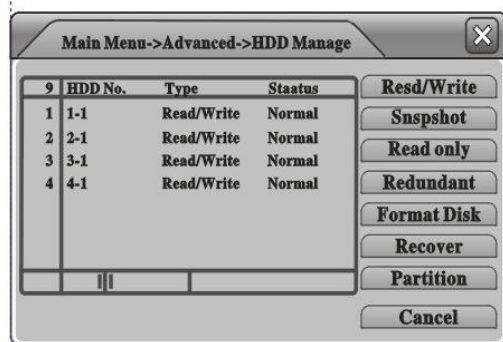 Main Menu->Advanced->HDD Manage
9 HDD No. Type Staatus
1 1-1 Read/Write Normal
2 2-1 Read/Write Normal
3 3-1 Read/Write Normal
4 4-1 Read/Write Normal
Resd/Write
Snspshot
Read only
Redundant
Format Disk
Recover
Partition
Cancel